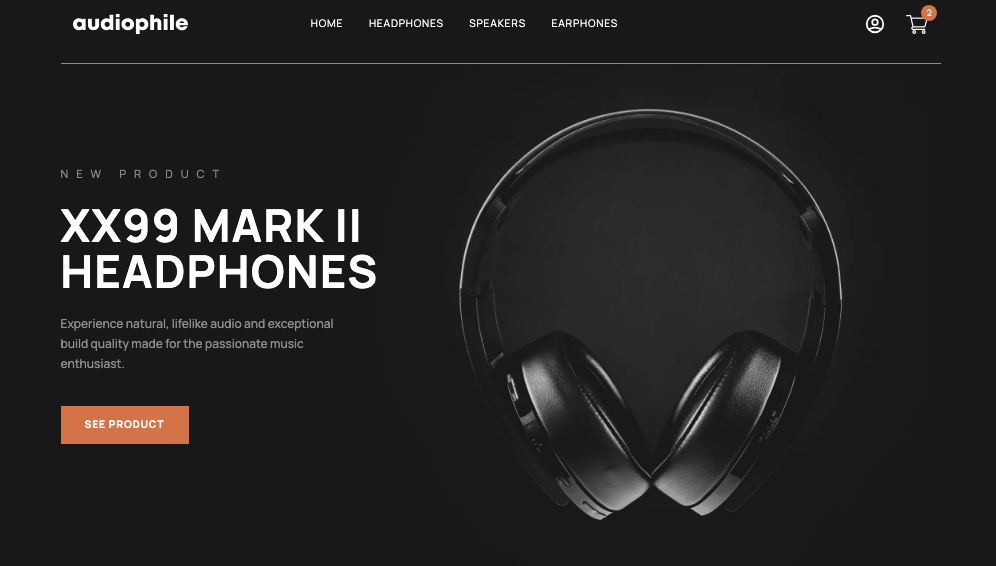 audiophile
HOME HEADPHONES SPEAKERS EARPHONES
2
NEW PRODUCT
XX99 MARK II
HEADPHONES
Experience natural, lifelike audio and exceptional
build quality made for the passionate music
enthusiast.
SEE PRODUCT